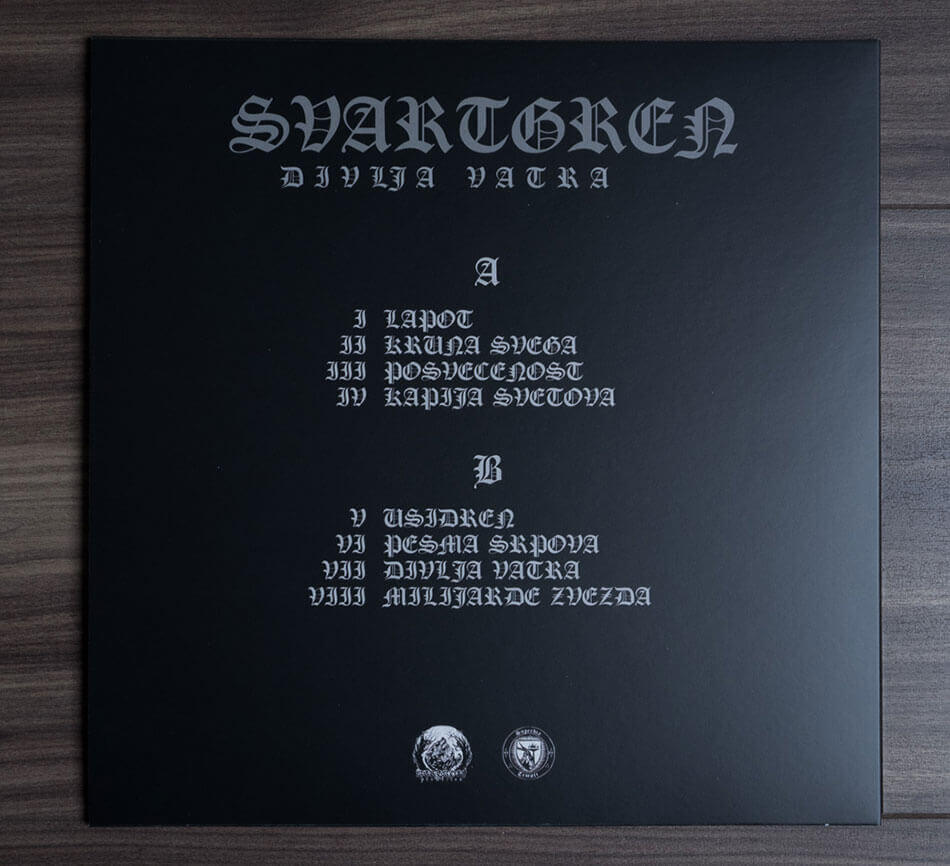 SVARTGREN
DIVLJA VATRA
A
I LAPOT
II KRUNA SVEGA
III POSVECENOST
IV KAPIJA SVETOVA
B
V USIDREN
VI PESMA SRPOVA
VII DIVLJA VATRA
VIII MILIJARDE ZVEZDA